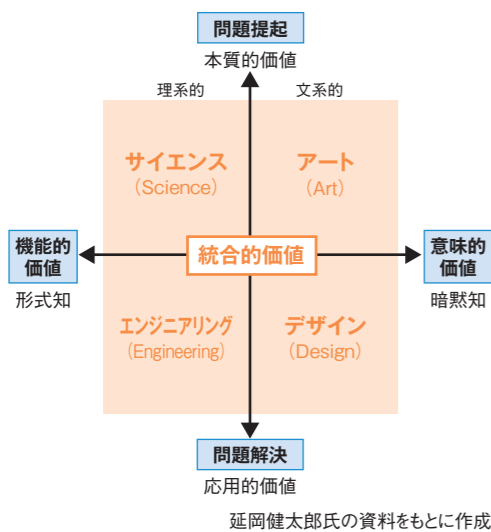 問題提起
本質的価値
理系的
文系的
サイエンス
(Science)
アート
(Art)
機能的
価値
形式知
統合的価値
意味的
価値
暗黙知
エンジニアリング
(Engineering)
デザイン
(Design)
問題解決
応用的価値
延岡健太郎氏の資料をもとに作成